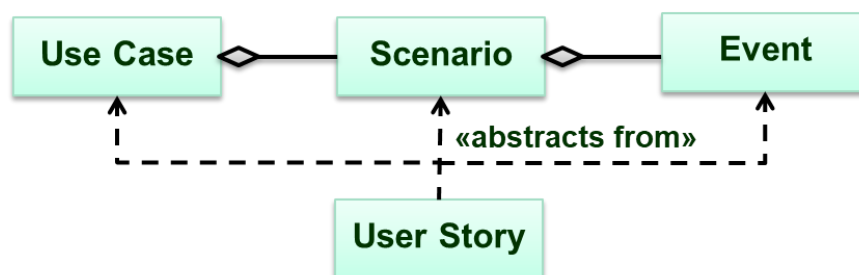 Use Case
Scenario
Event
«abstracts from»
User Story